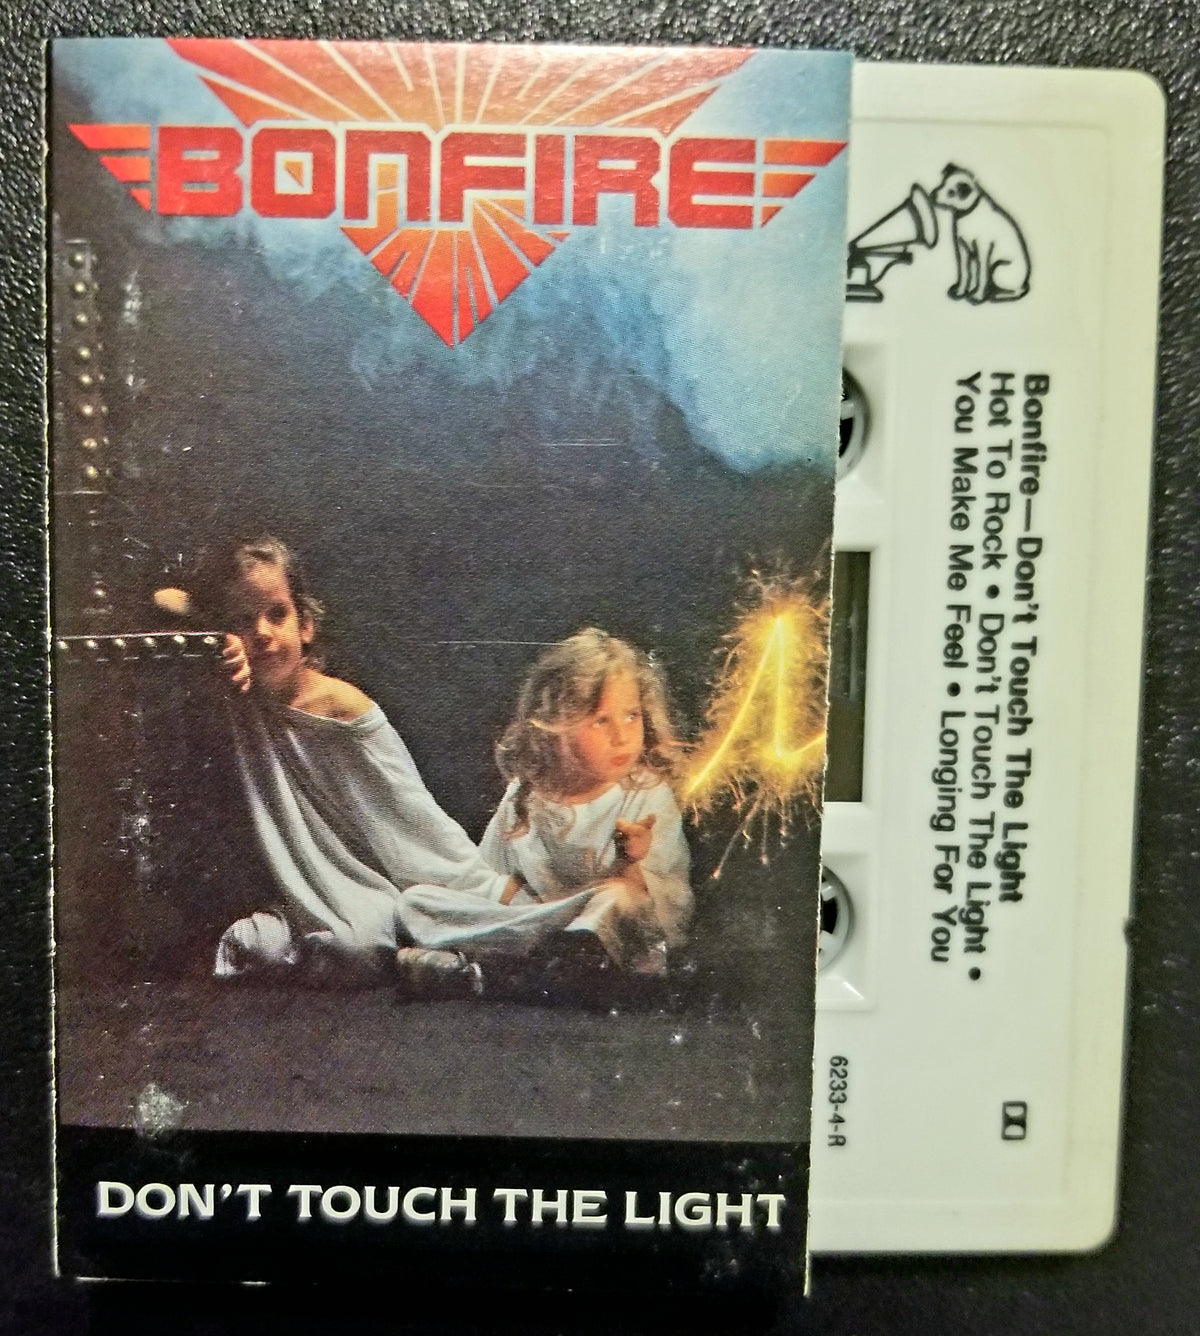 BONFIRE
DON'T TOUCH THE LIGHT
Bonfire—Don't Touch The Light
Hot To Rock • Don't Touch The Light •
You Make Me Feel • Longing For You
6233-4-R